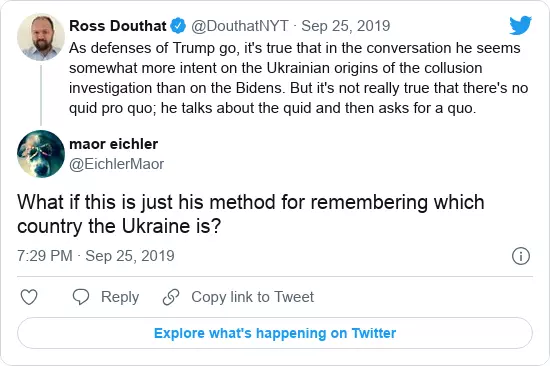 Ross Douthat @DouthatNYT · Sep 25, 2019
As defenses of Trump go, it's true that in the conversation he seems
somewhat more intent on the Ukrainian origins of the collusion
investigation than on the Bidens. But it's not really true that there's no
quid pro quo; he talks about the quid and then asks for a quo.
maor eichler
@EichlerMaor
What if this is just his method for remembering which
country the Ukraine is?
7:29 PM · Sep 25, 2019
Reply Copy link to Tweet
Explore what's happening on Twitter